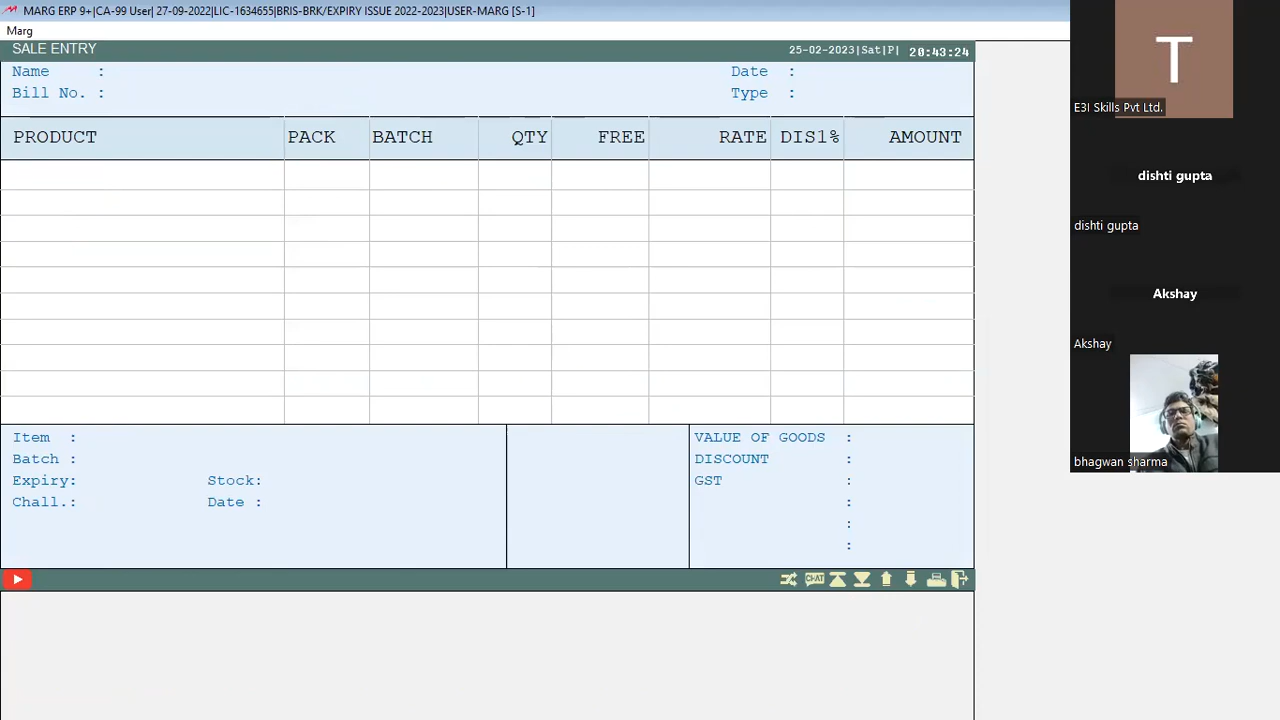 MARG ERP 9+|CA-99 User| 27-09-2022|LIC-1634655|BRIS-BRK/EXPIRY ISSUE 2022-2023|USER-MARG [S-1]
Marg
SALE ENTRY 25-02-2023|Sat|P| 20:43:24
Name : Date :
Bill No. : Type :
PRODUCT PACK BATCH QTY FREE RATE DIS1% AMOUNT
Item : VALUE OF GOODS :
Batch : DISCOUNT :
Expiry: Stock: GST :
Chall.: Date : :
:
:
CHAT
T
E3I Skills Pvt Ltd.
dishti gupta
dishti gupta
Akshay
Akshay
bhagwan sharma